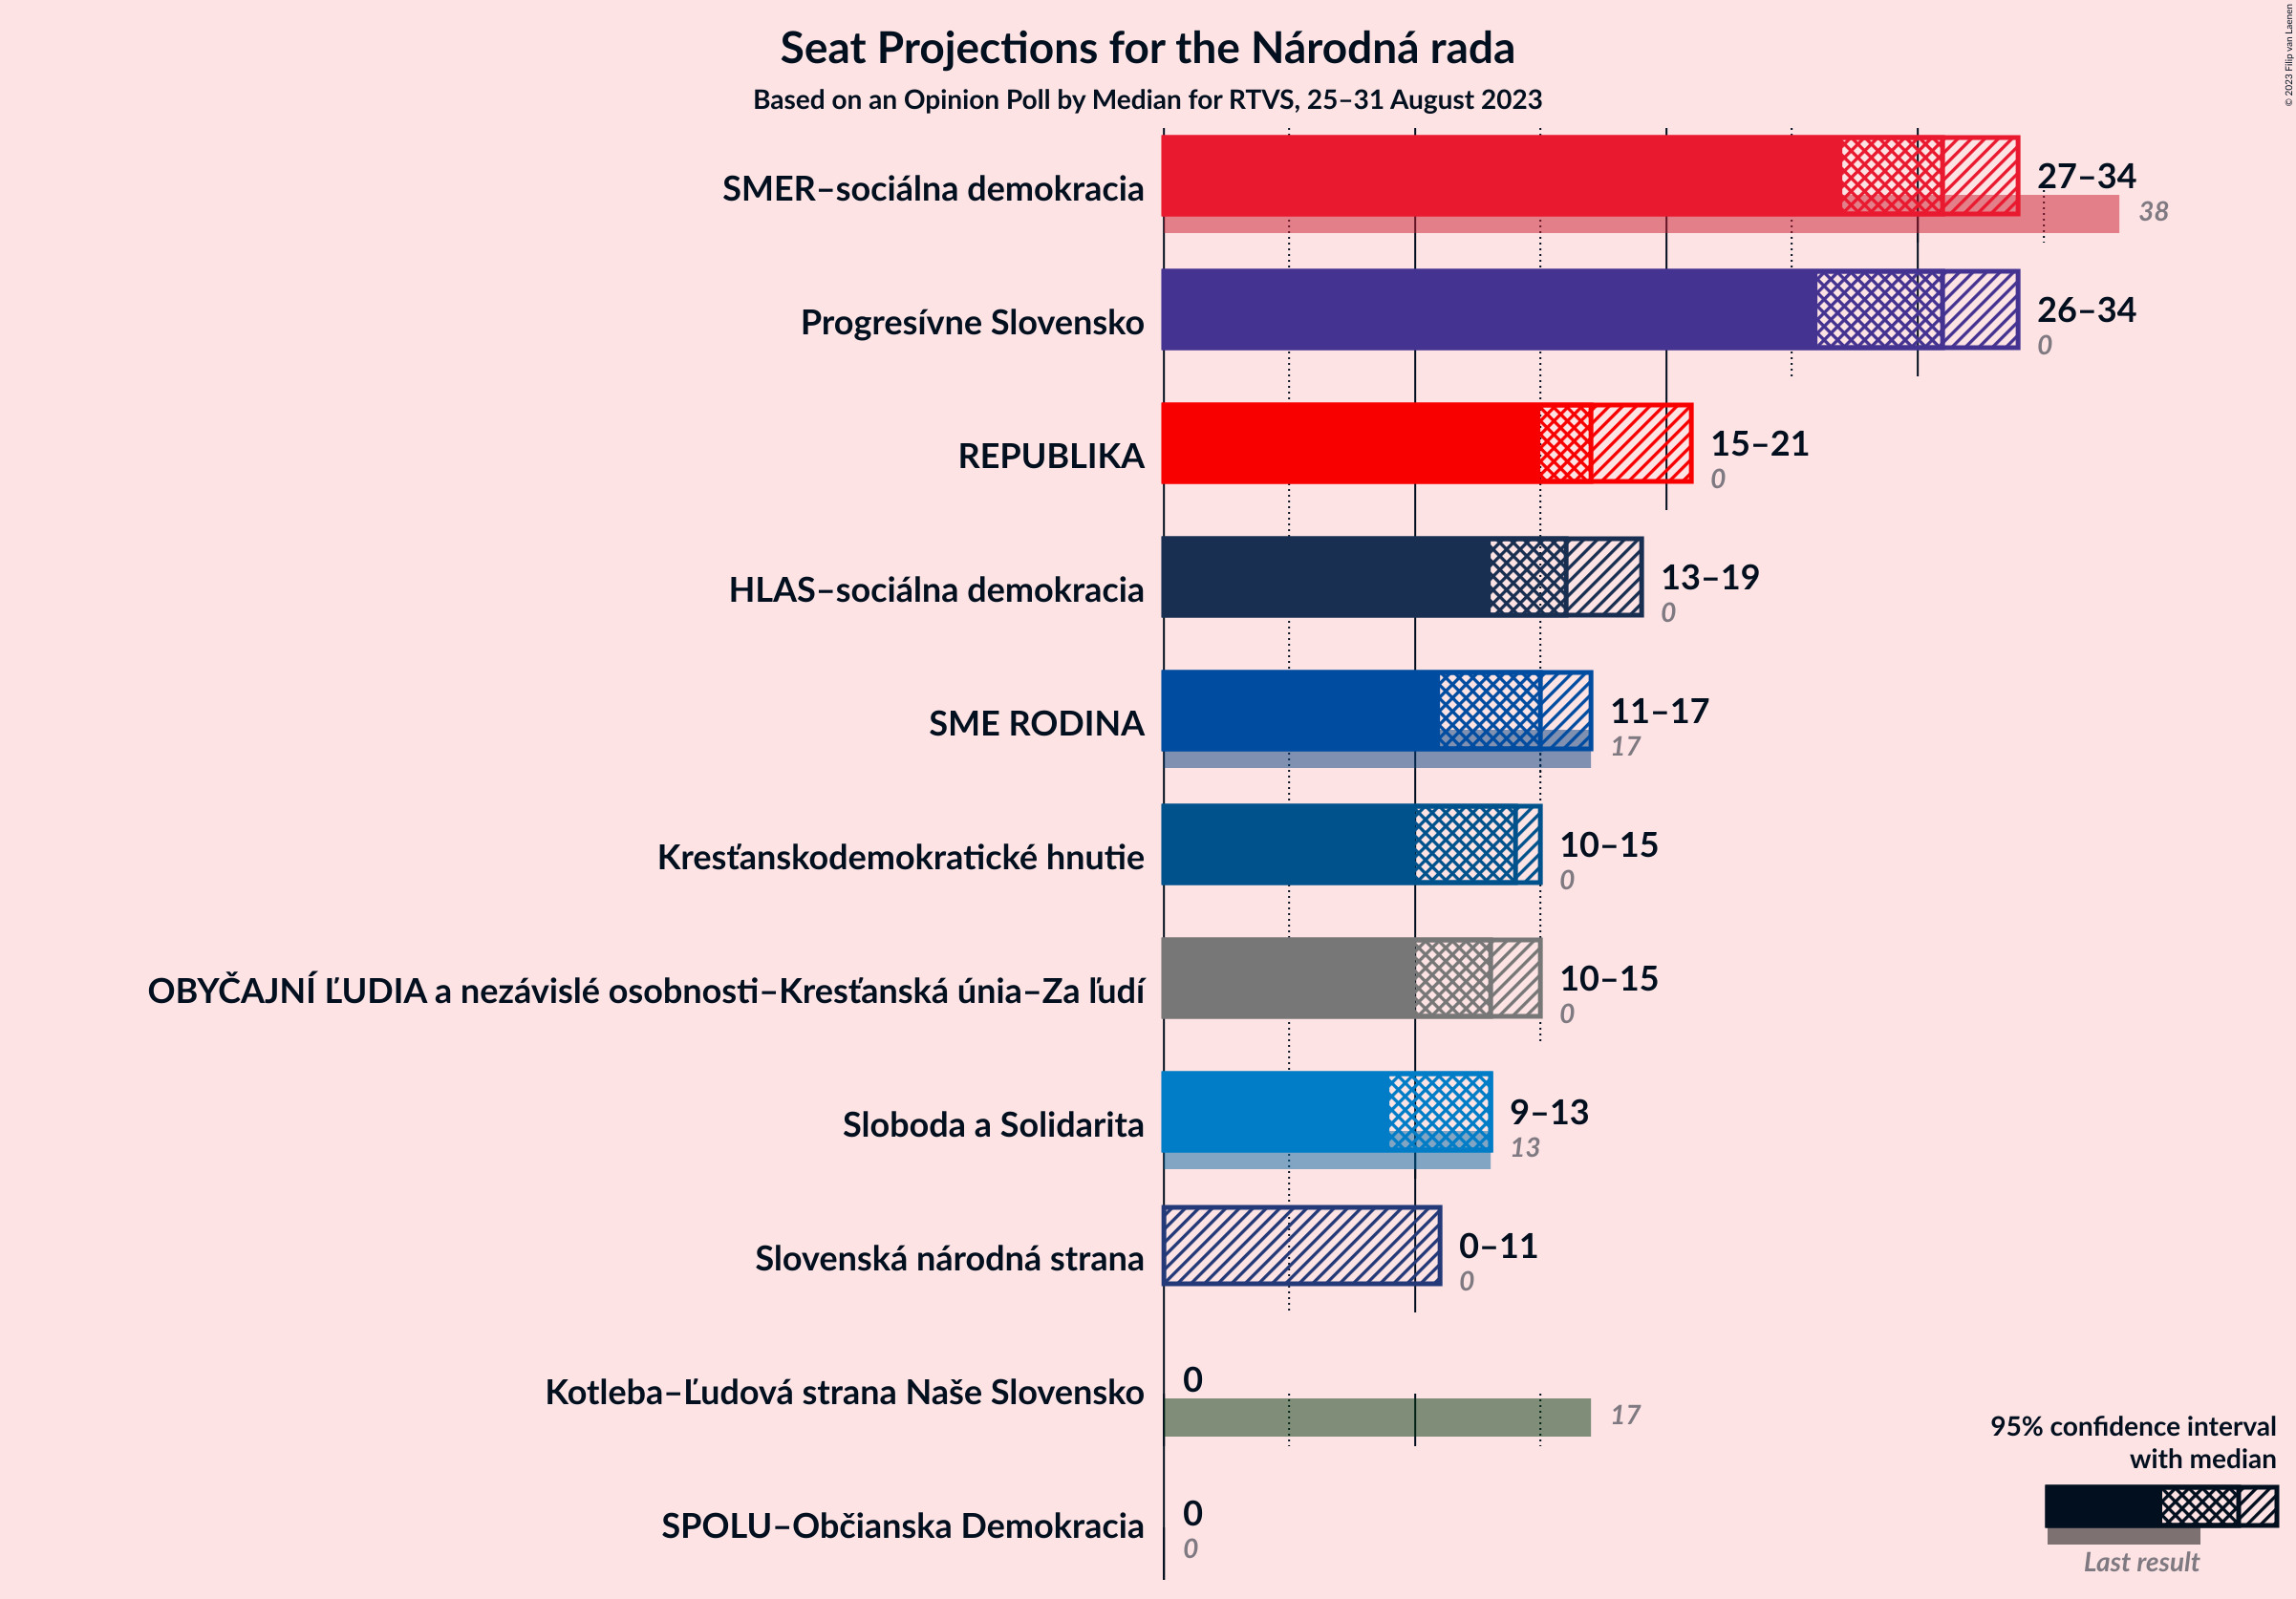 Seat Projections for the Národná rada
Based on an Opinion Poll by Median for RTVS, 25–31 August 2023
© 2023 Filip van Laenen
SMER–sociálna demokracia
27–34
38
Progresívne Slovensko
26–34
0
REPUBLIKA
15–21
0
HLAS–sociálna demokracia
13–19
0
SME RODINA
11–17
17
Kresťanskodemokratické hnutie
10–15
0
OBYČAJNÍ ĽUDIA a nezávislé osobnosti–Kresťanská únia–Za ľudí
10–15
0
Sloboda a Solidarita
9–13
13
Slovenská národná strana
0–11
0
Kotleba–Ľudová strana Naše Slovensko
0
17
SPOLU–Občianska Demokracia
0
0
95% confidence interval
with median
Last result